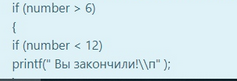 if (number > 6)
{
if (number < 12)
printf(" Вы закончили!\\п" );